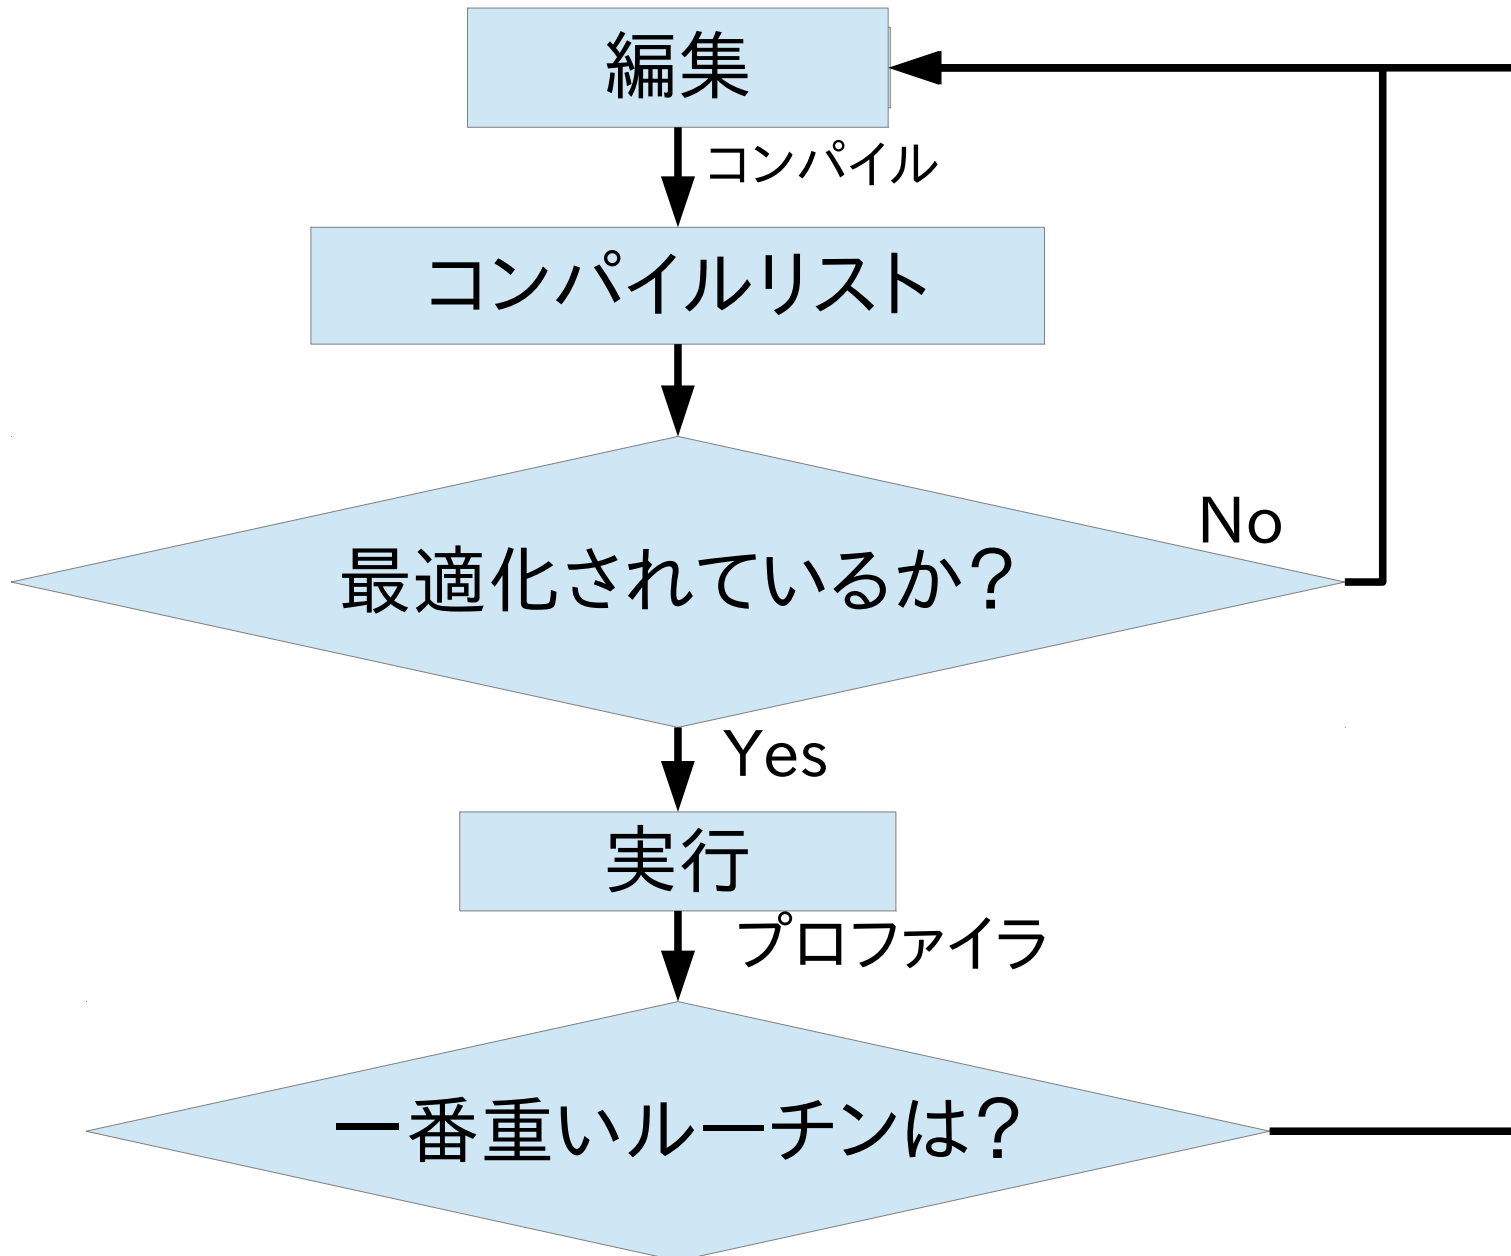 編集
コンパイル
コンパイルリスト
最適化されているか？
No
Yes
実行
プロファイラ
一番重いルーチンは？